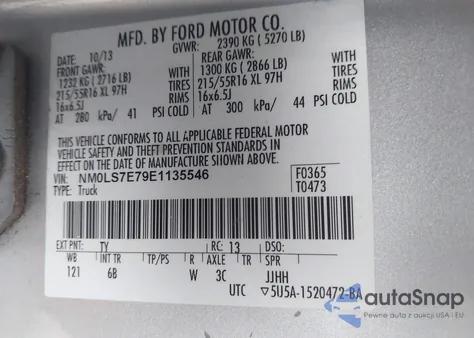 MFD. BY FORD MOTOR CO.
DATE: 10/13 GVWR: 2390 KG ( 5270 LB)
FRONT GAWR: REAR GAWR:
1232 KG ( 2716 LB) WITH 1300 KG ( 2866 LB) WITH
215/55R16 XL 97H TIRES 215/55R16 XL 97H TIRES
16x6.5J RIMS 16x6.5J RIMS
AT 280 kPa/ 41 PSI COLD AT 300 kPa/ 44 PSI COLD
THIS VEHICLE CONFORMS TO ALL APPLICABLE FEDERAL MOTOR
VEHICLE SAFETY AND THEFT PREVENTION STANDARDS IN
EFFECT ON THE DATE OF MANUFACTURE SHOWN ABOVE.
VIN: NM0LS7E79E1135546 F0365
TYPE: Truck T0473
EXT PNT: TY RC: 13 DSO:
WB INT TR TP/PS R AXLE TR SPR
121 6B W 3C JJHH
UTC ▽5U5A-1520472-BA
autaSnap
Pewne auta z dojazdem USA i EU